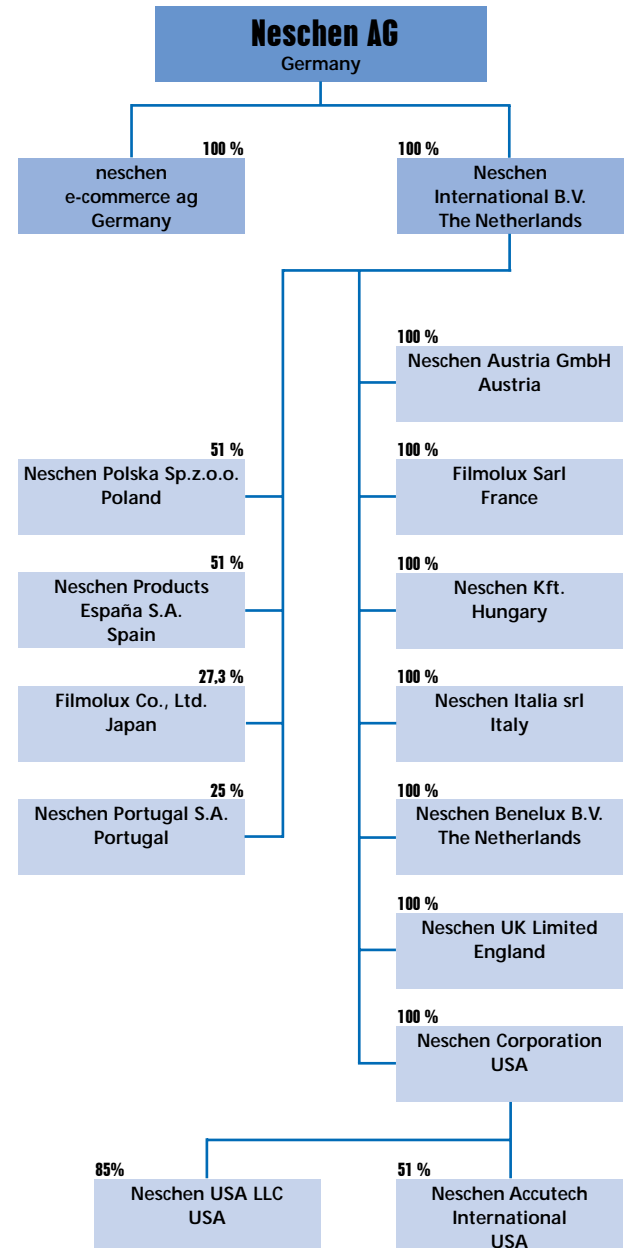 Neschen AG
Germany
100 %
neschen
e-commerce ag
Germany
100 %
Neschen
International B.V.
The Netherlands
100 %
Neschen Austria GmbH
Austria
51 %
Neschen Polska Sp.z.o.o.
Poland
100 %
Filmolux Sarl
France
51 %
Neschen Products
España S.A.
Spain
100 %
Neschen Kft.
Hungary
27,3 %
Filmolux Co., Ltd.
Japan
100 %
Neschen Italia srl
Italy
25 %
Neschen Portugal S.A.
Portugal
100 %
Neschen Benelux B.V.
The Netherlands
100 %
Neschen UK Limited
England
100 %
Neschen Corporation
USA
85%
Neschen USA LLC
USA
51 %
Neschen Accutech
International
USA